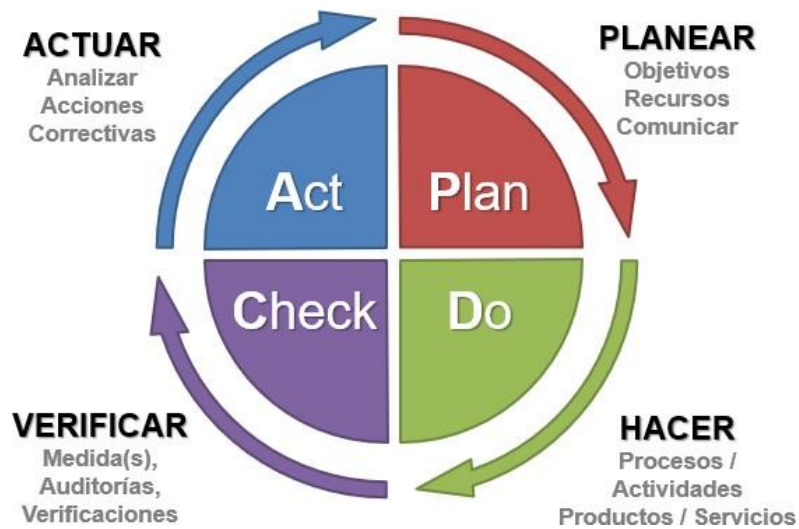 ACTUAR
Analizar
Acciones
Correctivas
PLANEAR
Objetivos
Recursos
Comunicar
Act
Plan
Check
Do
VERIFICAR
Medida(s),
Auditorías,
Verificaciones
HACER
Procesos /
Actividades
Productos / Servicios